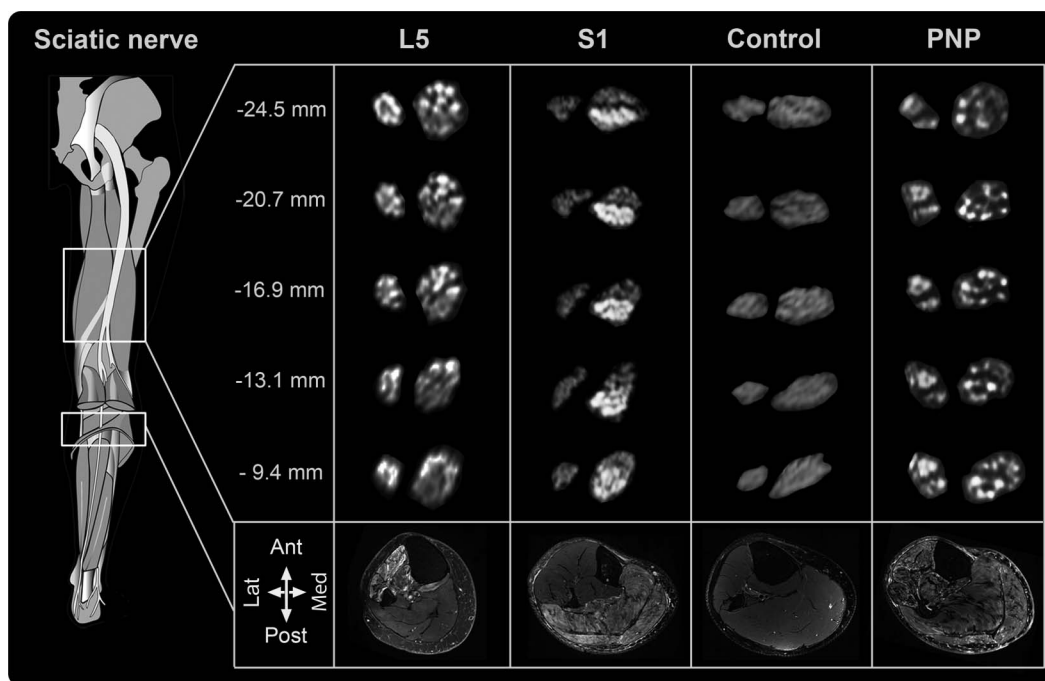 Sciatic nerve
L5 S1 Control PNP
-24.5 mm
-20.7 mm
-16.9 mm
-13.1 mm
- 9.4 mm
Ant
Lat Med
Post